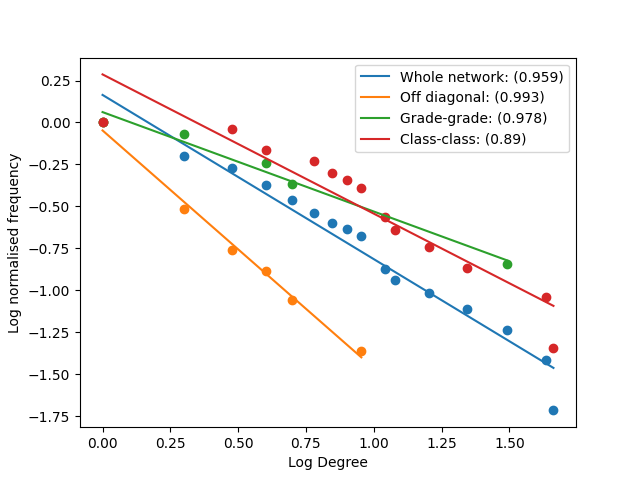 Whole network: (0.959)
Off diagonal: (0.993)
Grade-grade: (0.978)
Class-class: (0.89)
0.25
0.00
−0.25
−0.50
−0.75
−1.00
−1.25
−1.50
−1.75
Log normalised frequency
0.00 0.25 0.50 0.75 1.00 1.25 1.50
Log Degree